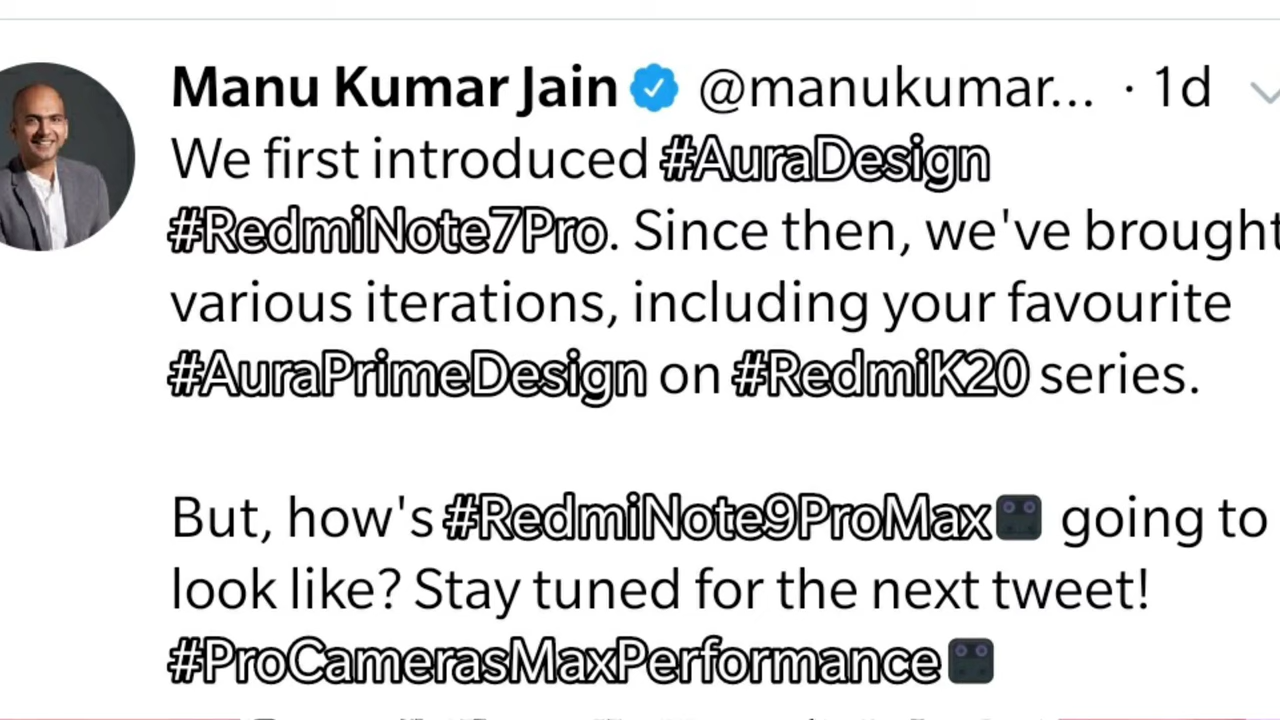 Manu Kumar Jain @manukumar... · 1d
We first introduced #AuraDesign
#RedmiNote7Pro. Since then, we've brought
various iterations, including your favourite
#AuraPrimeDesign on #RedmiK20 series.
But, how's #RedmiNote9ProMax going to
look like? Stay tuned for the next tweet!
#ProCamerasMaxPerformance